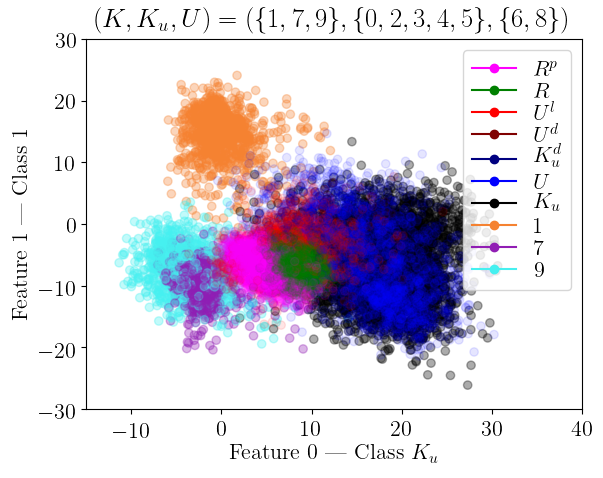 (K, K_u, U) = ({1, 7, 9}, {0, 2, 3, 4, 5}, {6, 8})
30
20
10
0
−10
−20
−30
Feature 1 — Class 1
R^p
R
U^l
U^d
K_u^d
U
K_u
1
7
9
−10
0
10
20
30
40
Feature 0 — Class K_u